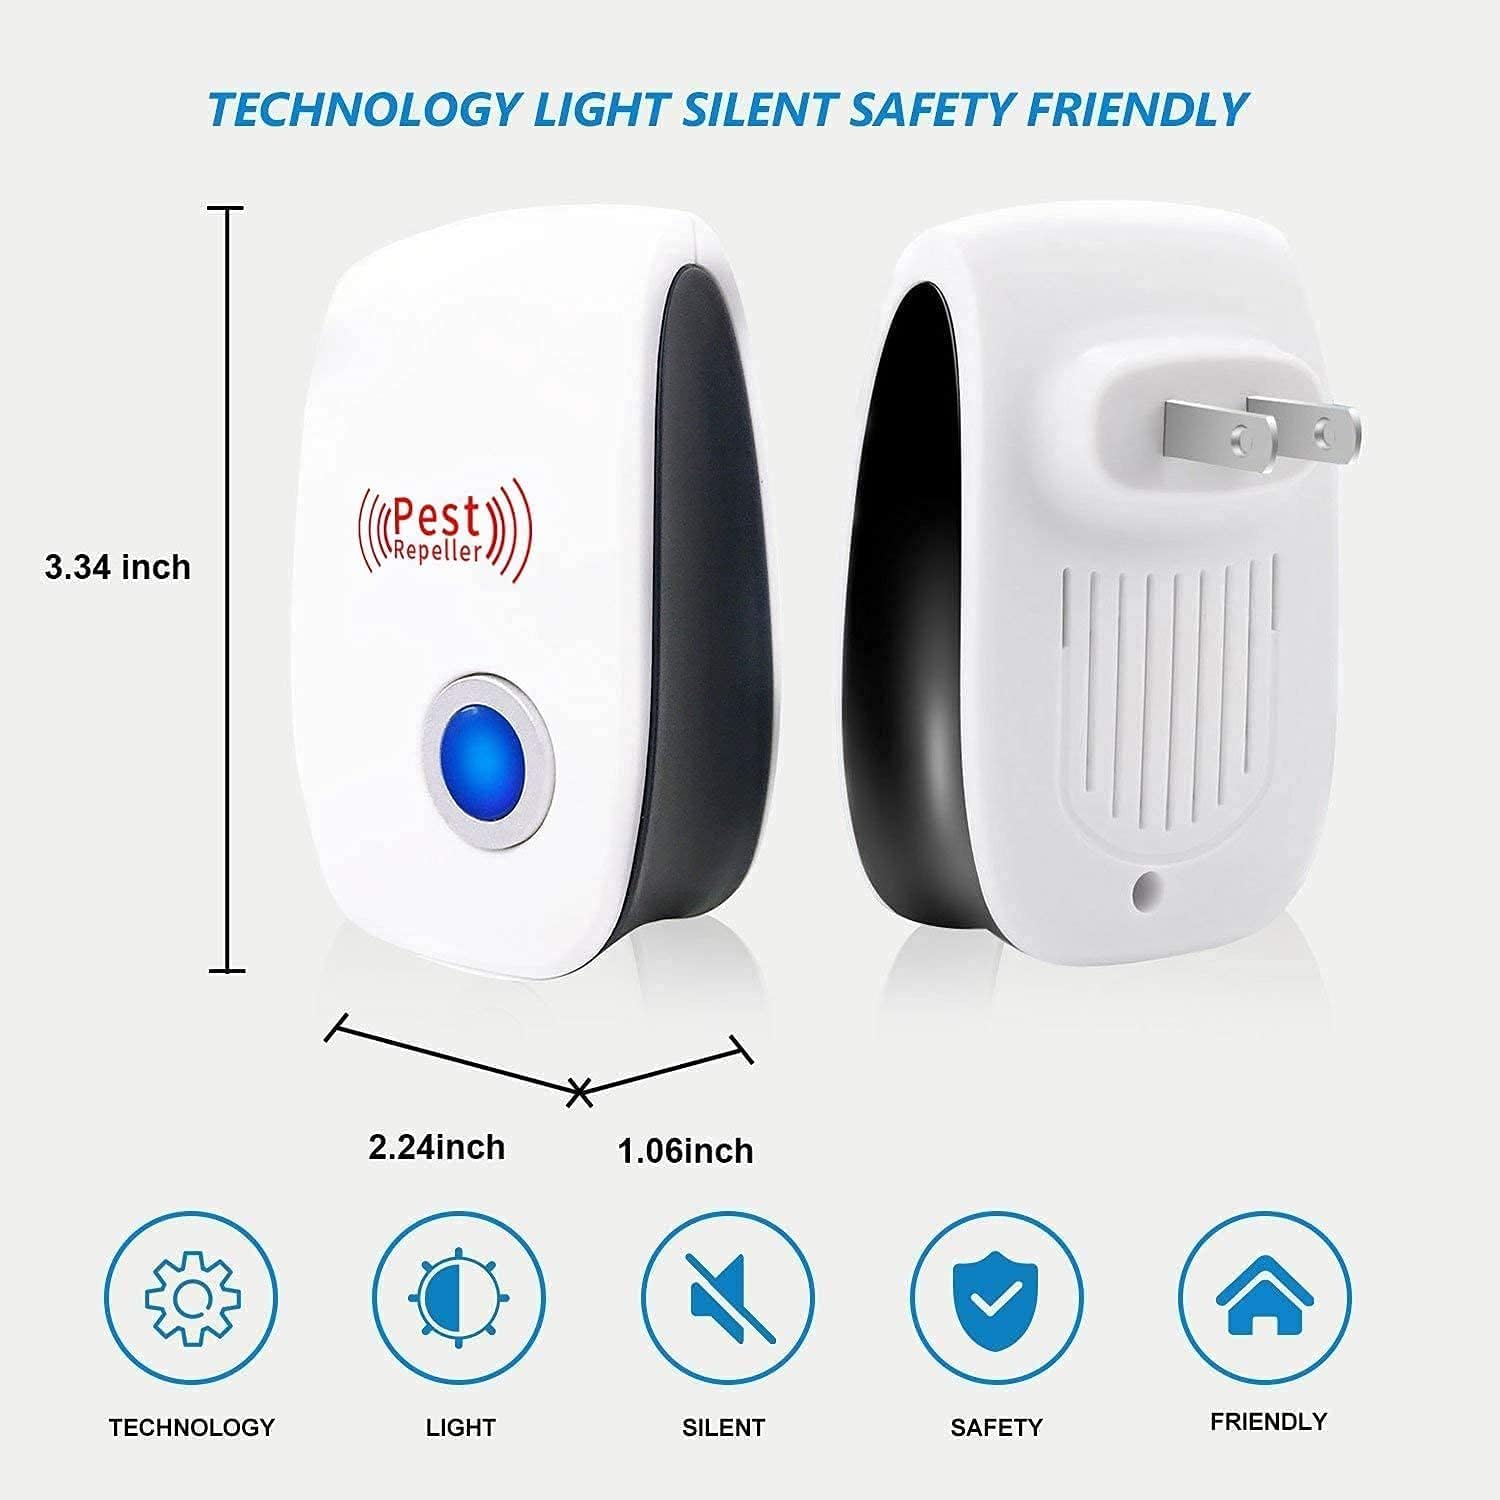 TECHNOLOGY LIGHT SILENT SAFETY FRIENDLY
Pest
Repeller
3.34 inch
2.24inch
1.06inch
TECHNOLOGY
LIGHT
SILENT
SAFETY
FRIENDLY